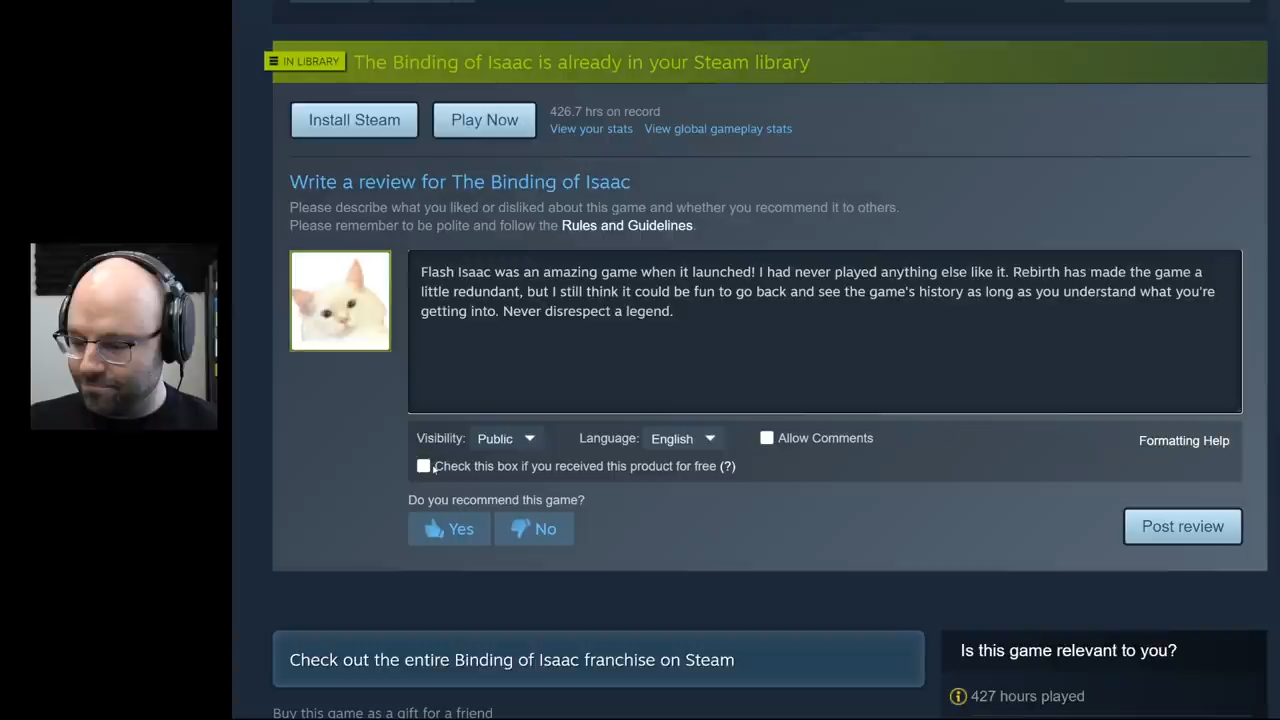 IN LIBRARY
The Binding of Isaac is already in your Steam library
Install Steam
Play Now
426.7 hrs on record
View your stats View global gameplay stats
Write a review for The Binding of Isaac
Please describe what you liked or disliked about this game and whether you recommend it to others.
Please remember to be polite and follow the Rules and Guidelines.
Flash Isaac was an amazing game when it launched! I had never played anything else like it. Rebirth has made the game a
little redundant, but I still think it could be fun to go back and see the game's history as long as you understand what you're
getting into. Never disrespect a legend.
Visibility: Public Language: English Allow Comments
Formatting Help
Check this box if you received this product for free (?)
Do you recommend this game?
Yes No
Post review
Check out the entire Binding of Isaac franchise on Steam
Is this game relevant to you?
427 hours played
Buy this game as a gift for a friend